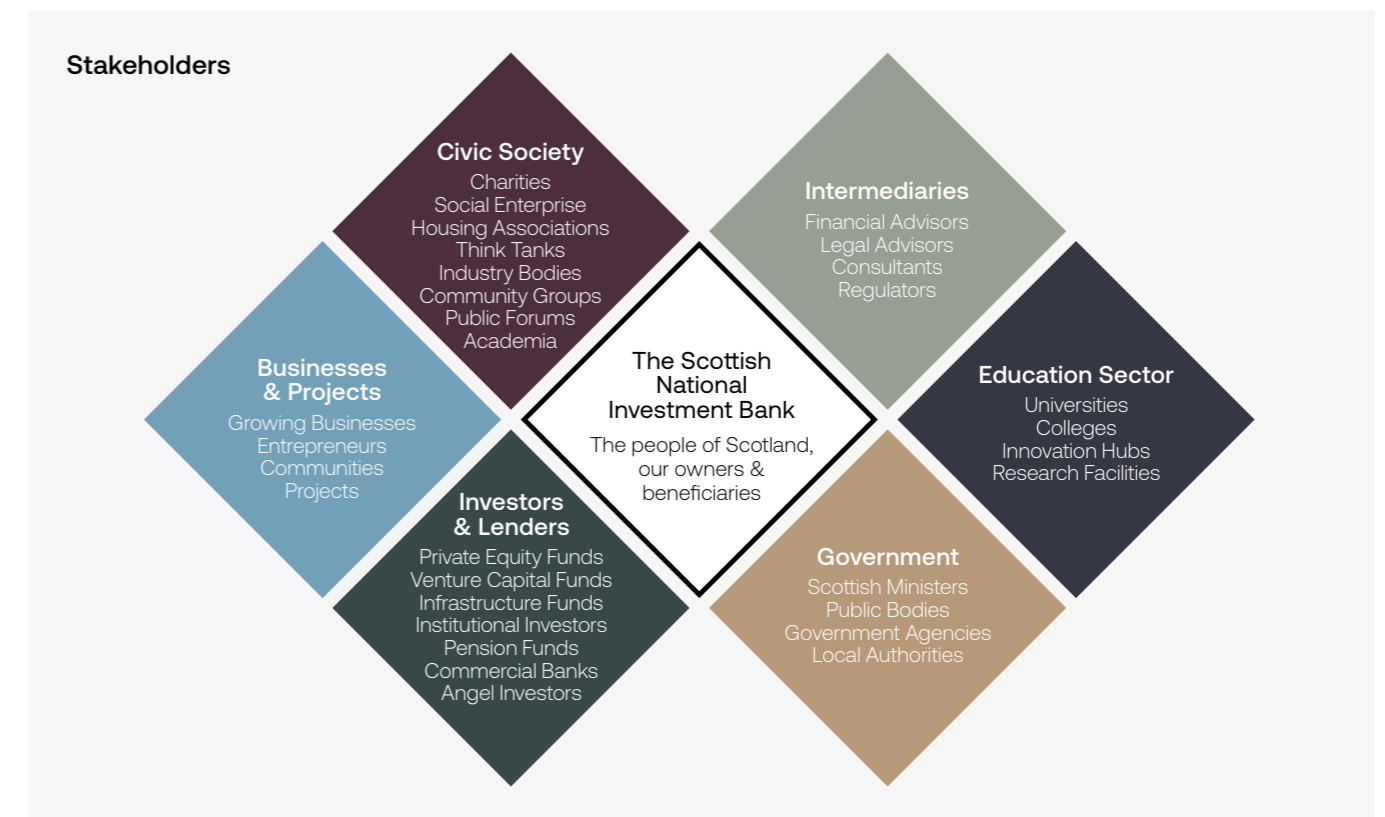 Stakeholders
Civic Society
Charities
Social Enterprise
Housing Associations
Think Tanks
Industry Bodies
Community Groups
Public Forums
Academia
Intermediaries
Financial Advisors
Legal Advisors
Consultants
Regulators
Businesses
& Projects
Growing Businesses
Entrepreneurs
Communities
Projects
The Scottish
National
Investment Bank
The people of Scotland,
our owners &
beneficiaries
Education Sector
Universities
Colleges
Innovation Hubs
Research Facilities
Investors
& Lenders
Private Equity Funds
Venture Capital Funds
Infrastructure Funds
Institutional Investors
Pension Funds
Commercial Banks
Angel Investors
Government
Scottish Ministers
Public Bodies
Government Agencies
Local Authorities